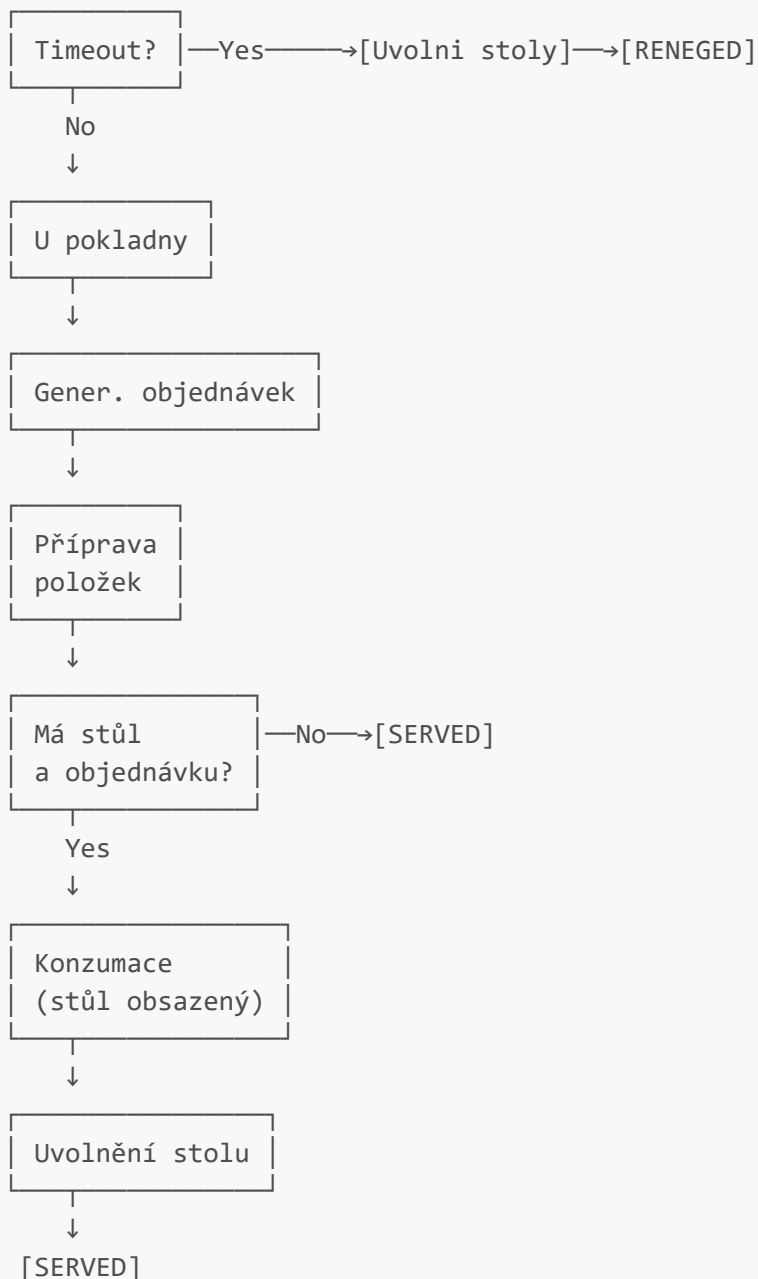 Timeout? Yes [Uvolni stoly] [RENEGED]
No
U pokladny
Gener. objednávek
Příprava
položek
Má stůl No [SERVED]
a objednávku?
Yes
Konzumace
(stůl obsazený)
Uvolnění stolu
[SERVED]